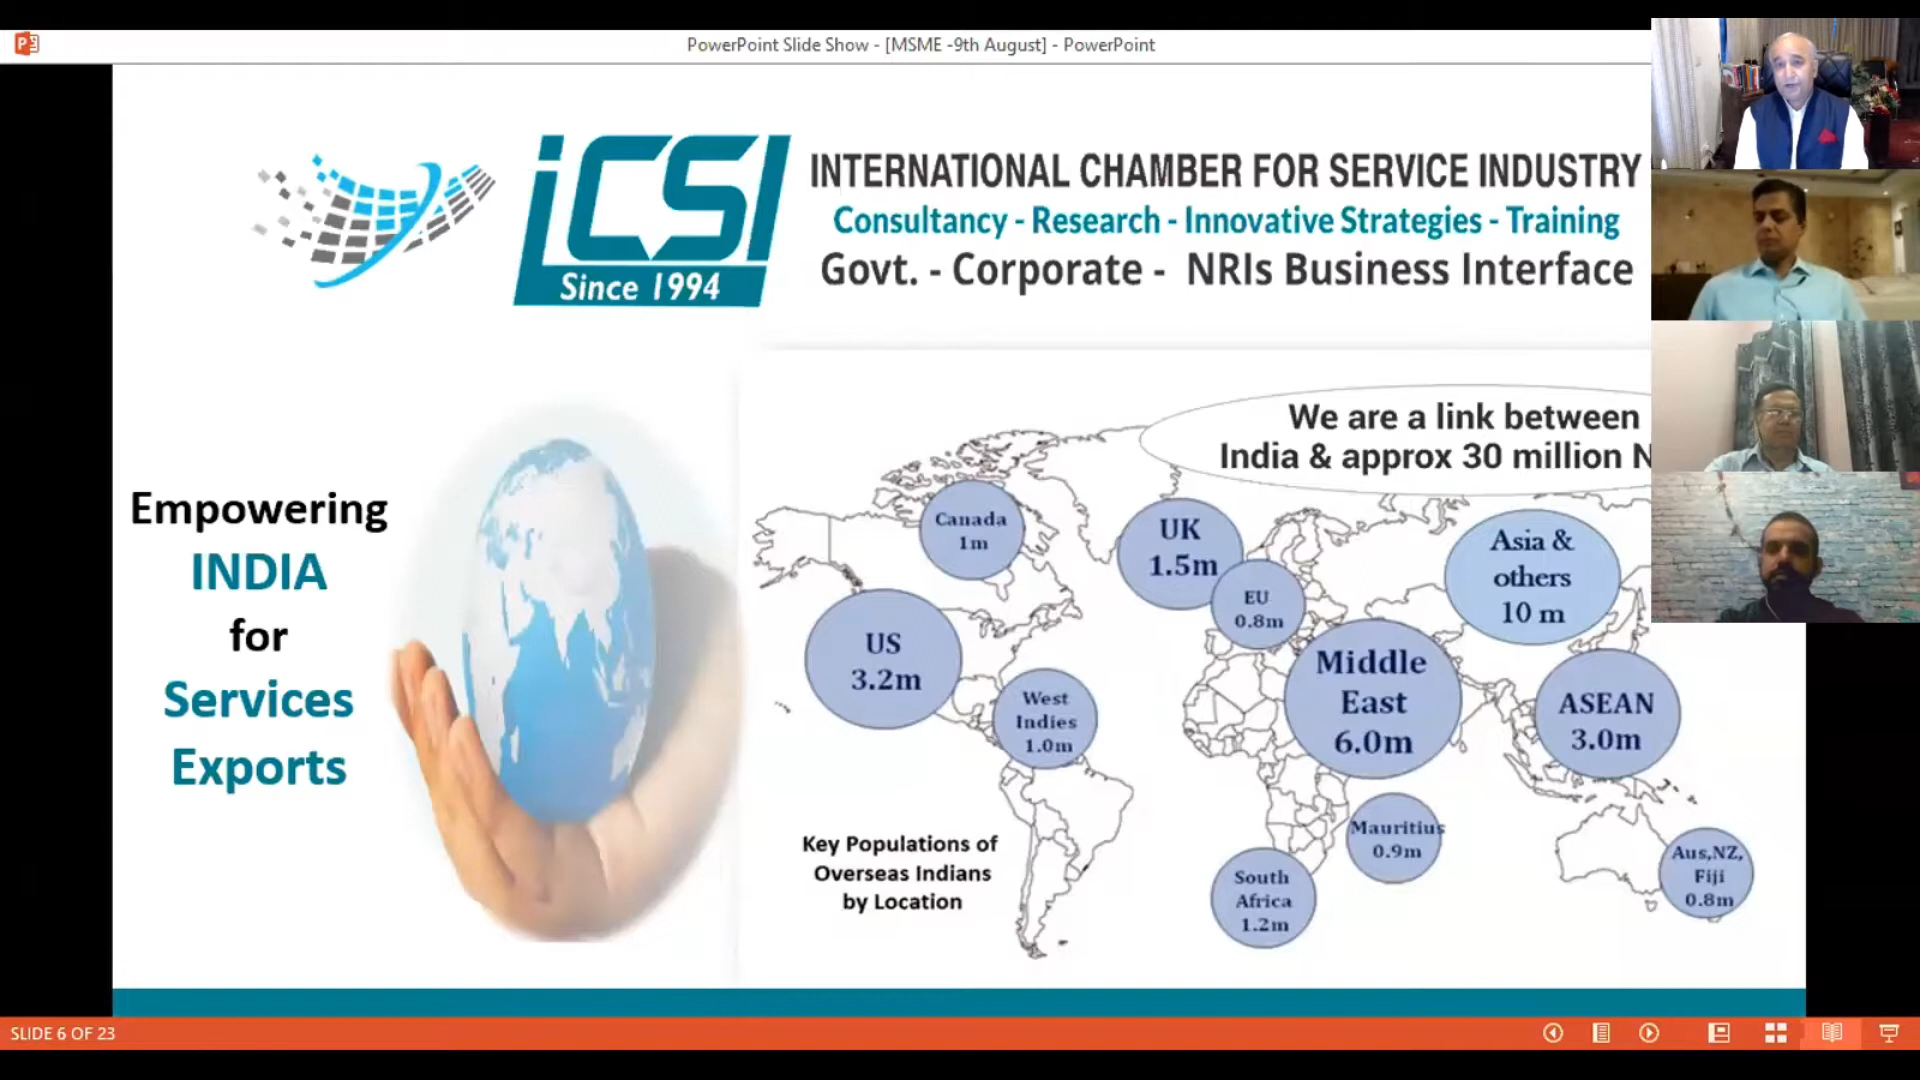 PowerPoint Slide Show - [MSME -9th August] - PowerPoint
iCSI
Since 1994
INTERNATIONAL CHAMBER FOR SERVICE INDUSTRY
Consultancy - Research - Innovative Strategies - Training
Govt. - Corporate - NRIs Business Interface
Empowering
INDIA
for
Services
Exports
We are a link between
India & approx 30 million N
Canada
1m
UK
1.5m
EU
0.8m
Asia &
others
10 m
US
3.2m
West
Indies
1.0m
Middle
East
6.0m
ASEAN
3.0m
Mauritius
0.9m
South
Africa
1.2m
Aus,NZ,
Fiji
0.8m
Key Populations of
Overseas Indians
by Location
SLIDE 6 OF 23